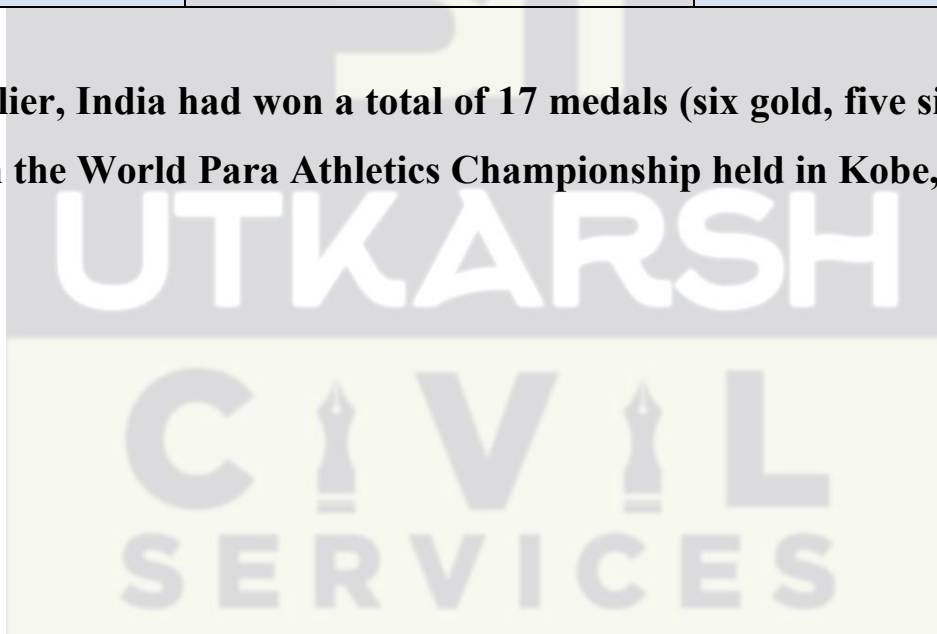 lier, India had won a total of 17 medals (six gold, five si
the World Para Athletics Championship held in Kobe,
UTKARSH
CIVIL
SERVICES